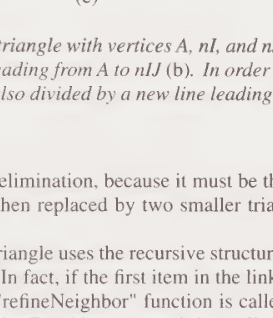 (c)
triangle with vertices A, nI, and n
ading from A to nIJ (b). In order
lso divided by a new line leading
elimination, because it must be th
hen replaced by two smaller tria
riangle uses the recursive structur
In fact, if the first item in the link
refineNeighbor" function is calle